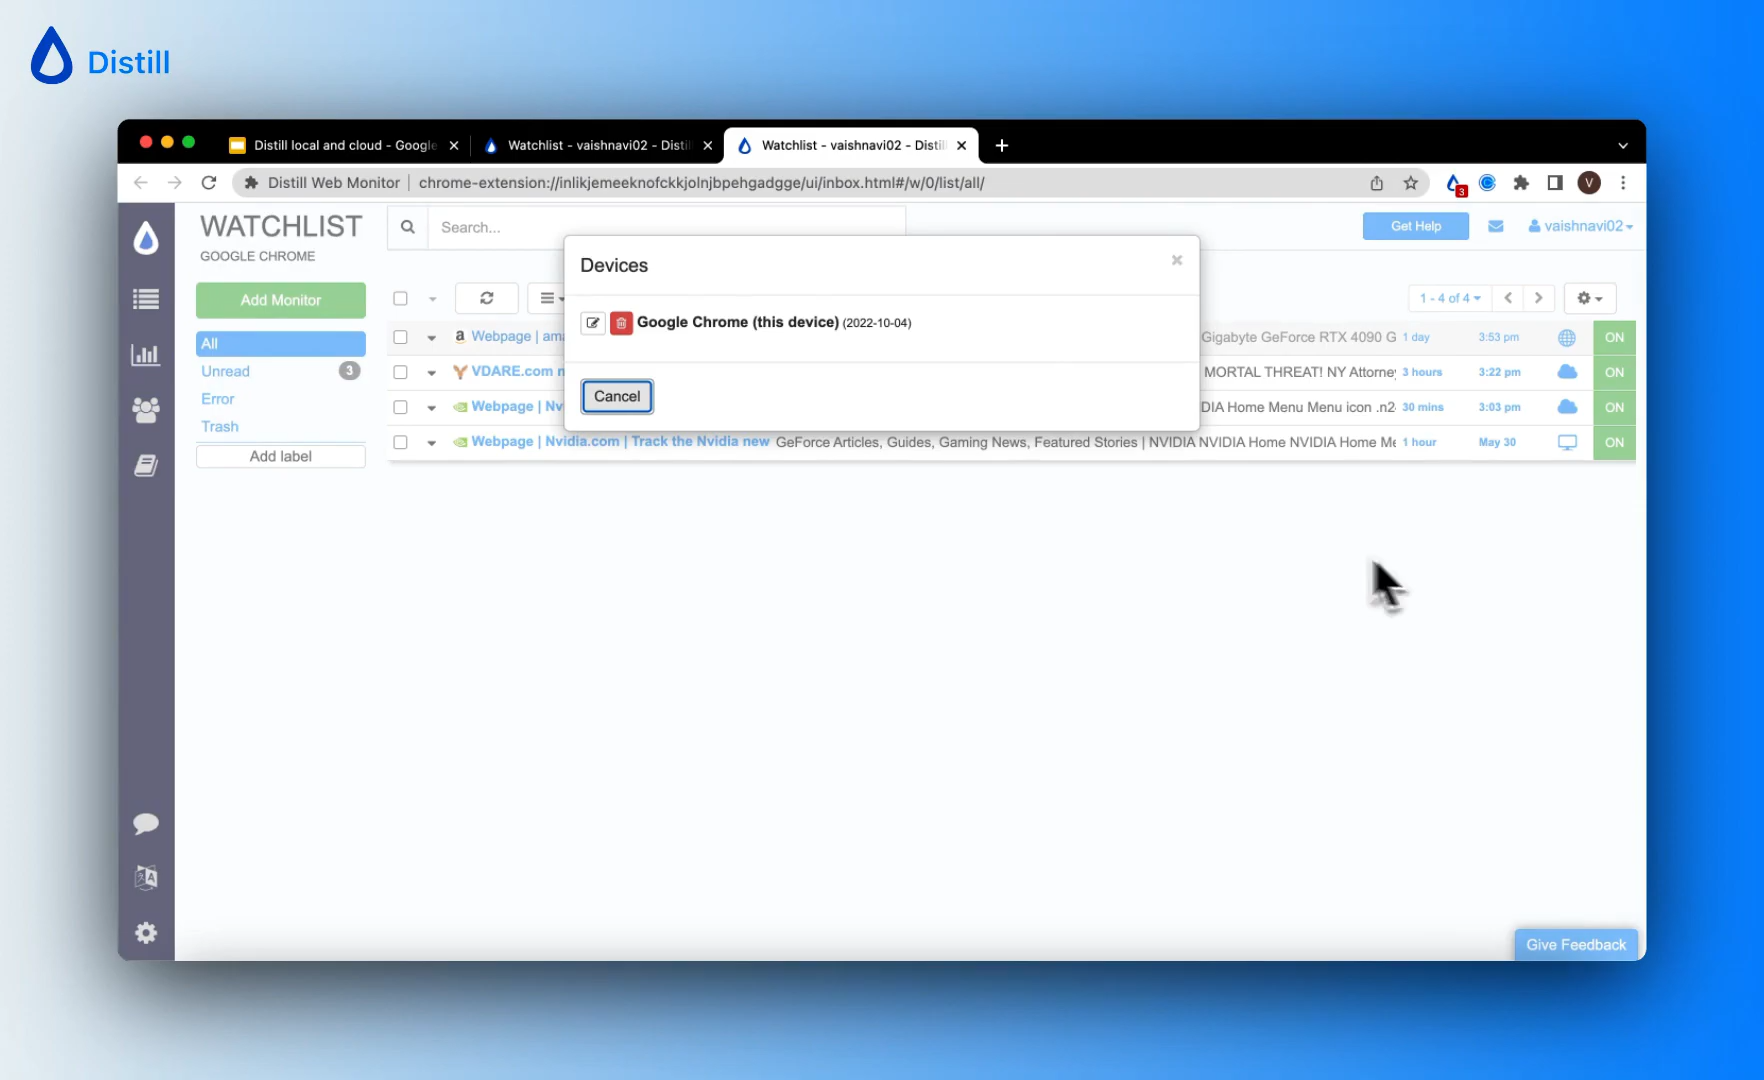 Distill
Distill local and cloud - Google
Watchlist - vaishnavi02 - Distil
Watchlist - vaishnavi02 - Distil
Distill Web Monitor | chrome-extension://inlikjemeeknofckkjolnjbpehgadgge/ui/inbox.html#/w/0/list/all/
3
V
WATCHLIST
GOOGLE CHROME
Search...
Get Help
vaishnavi02
Devices
Google Chrome (this device) (2022-10-04)
Cancel
Add Monitor
1 - 4 of 4
All
Unread 3
Error
Trash
Add label
a Webpage | ama Gigabyte GeForce RTX 4090 G 1 day 3:53 pm ON
VDARE.com n MORTAL THREAT! NY Attorney 3 hours 3:22 pm ON
Webpage | Nv DIA Home Menu Menu icon .n2 30 mins 3:03 pm ON
Webpage | Nvidia.com | Track the Nvidia new GeForce Articles, Guides, Gaming News, Featured Stories | NVIDIA NVIDIA Home NVIDIA Home Me 1 hour May 30 ON
Give Feedback